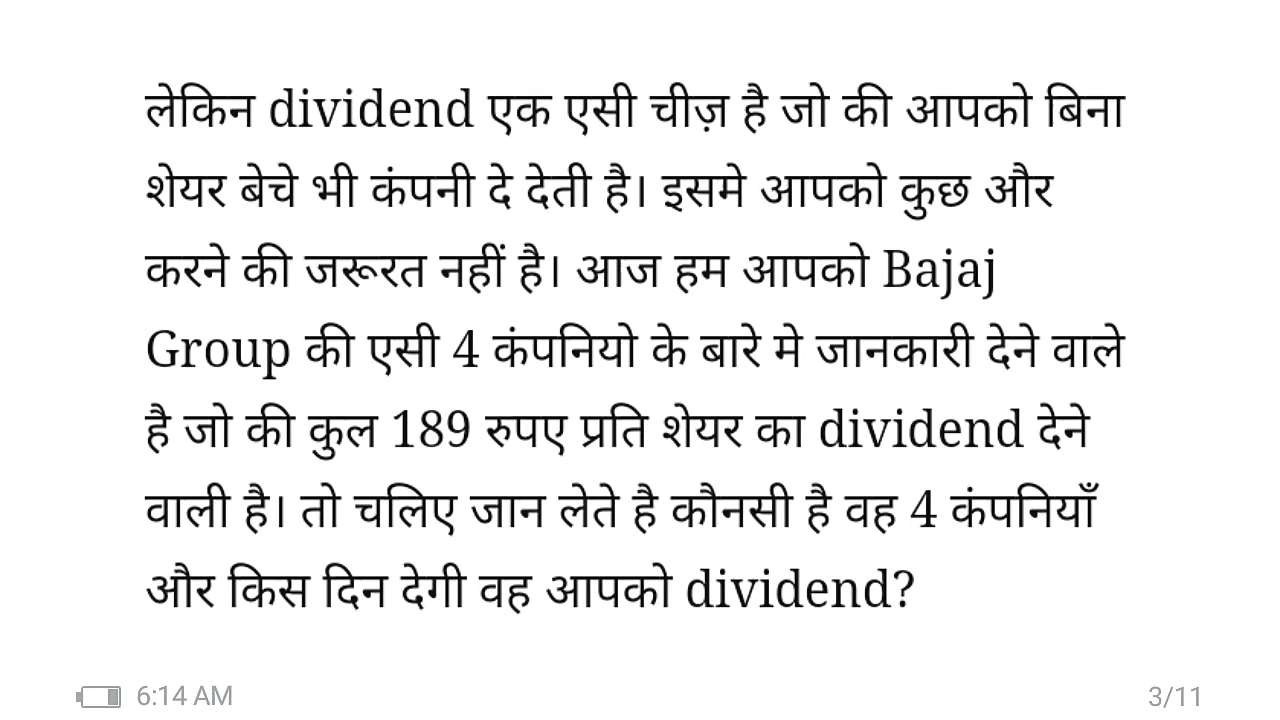 लेकिन dividend एक एसी चीज़ है जो की आपको बिना
शेयर बेचे भी कंपनी दे देती है। इसमे आपको कुछ और
करने की जरूरत नहीं है। आज हम आपको Bajaj
Group की एसी 4 कंपनियो के बारे मे जानकारी देने वाले
है जो की कुल 189 रुपए प्रति शेयर का dividend देने
वाली है। तो चलिए जान लेते है कौनसी है वह 4 कंपनियाँ
और किस दिन देगी वह आपको dividend?
6:14 AM 3/11